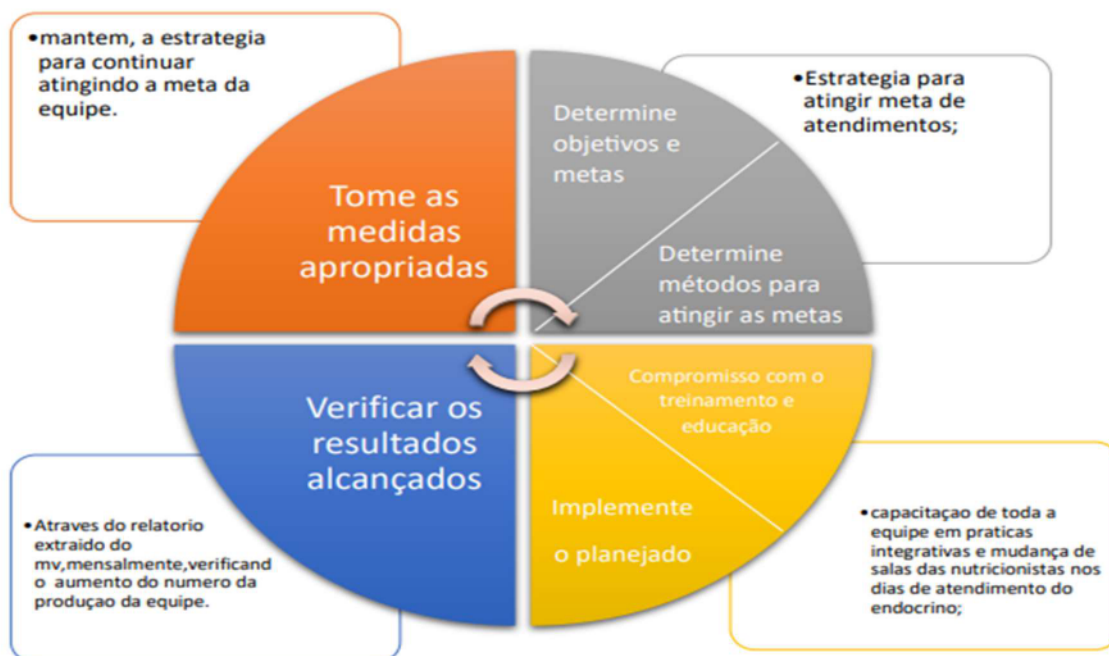 •mantem, a estrategia
para continuar
atingindo a meta da
equipe.
Tome as
medidas
apropriadas
Determine
objetivos e
metas
Determine
métodos para
atingir as metas
•Estrategia para
atingir meta de
atendimentos;
Verificar os
resultados
alcançados
•Atraves do relatorio
extraido do
mv,mensalmente,verificand
o aumento do numero da
produçao da equipe.
Compromisso com o
treinamento e
educação
Implemente
o planejado
•capacitaçao de toda a
equipe em praticas
integrativas e mudança de
salas das nutricionistas nos
dias de atendimento do
endocrino;